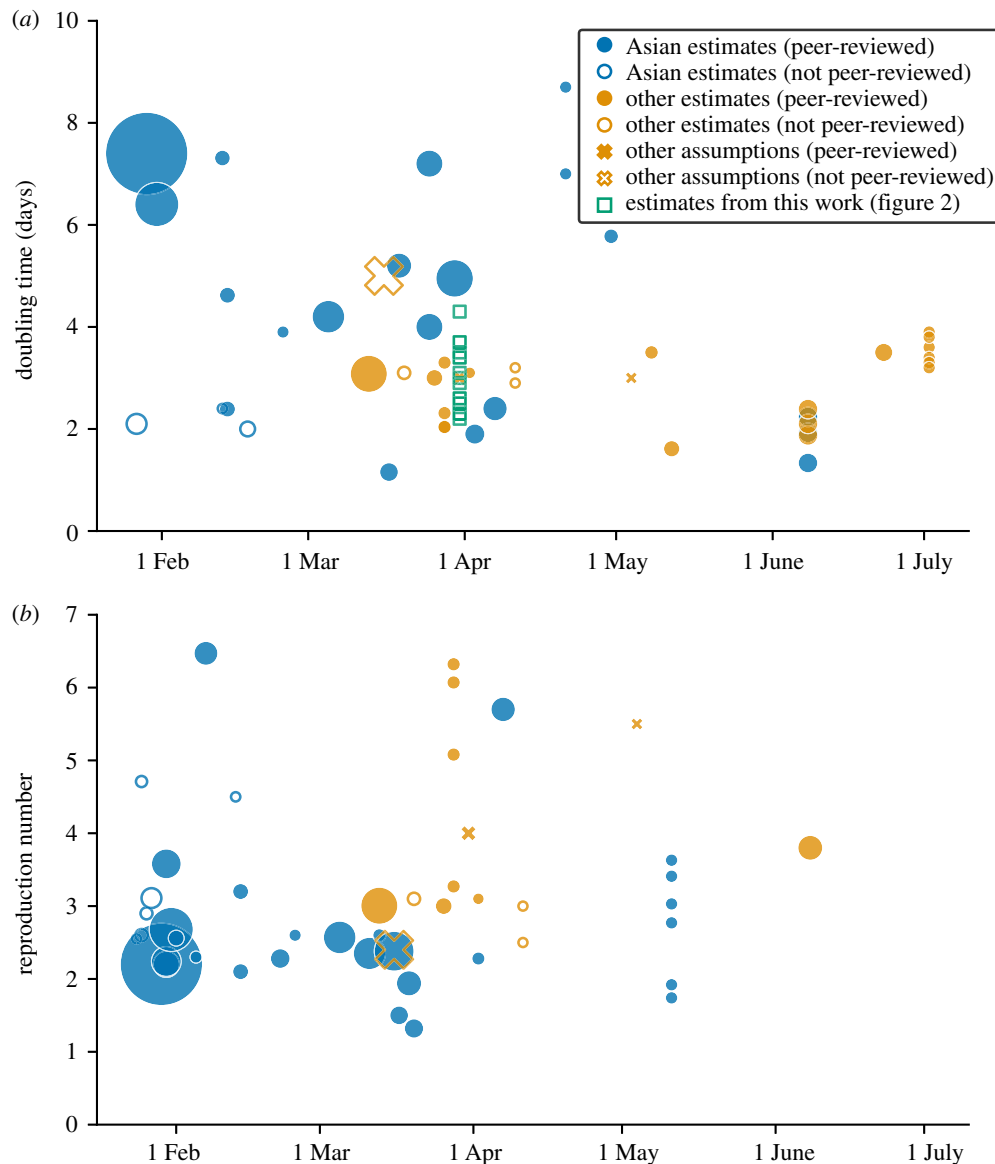 (a)
10
8
6
4
2
0
doubling time (days)
Asian estimates (peer-reviewed)
Asian estimates (not peer-reviewed)
other estimates (peer-reviewed)
other estimates (not peer-reviewed)
other assumptions (peer-reviewed)
other assumptions (not peer-reviewed)
estimates from this work (figure 2)
1 Feb 1 Mar 1 Apr 1 May 1 June 1 July
(b)
7
6
5
4
3
2
1
0
reproduction number
1 Feb 1 Mar 1 Apr 1 May 1 June 1 July